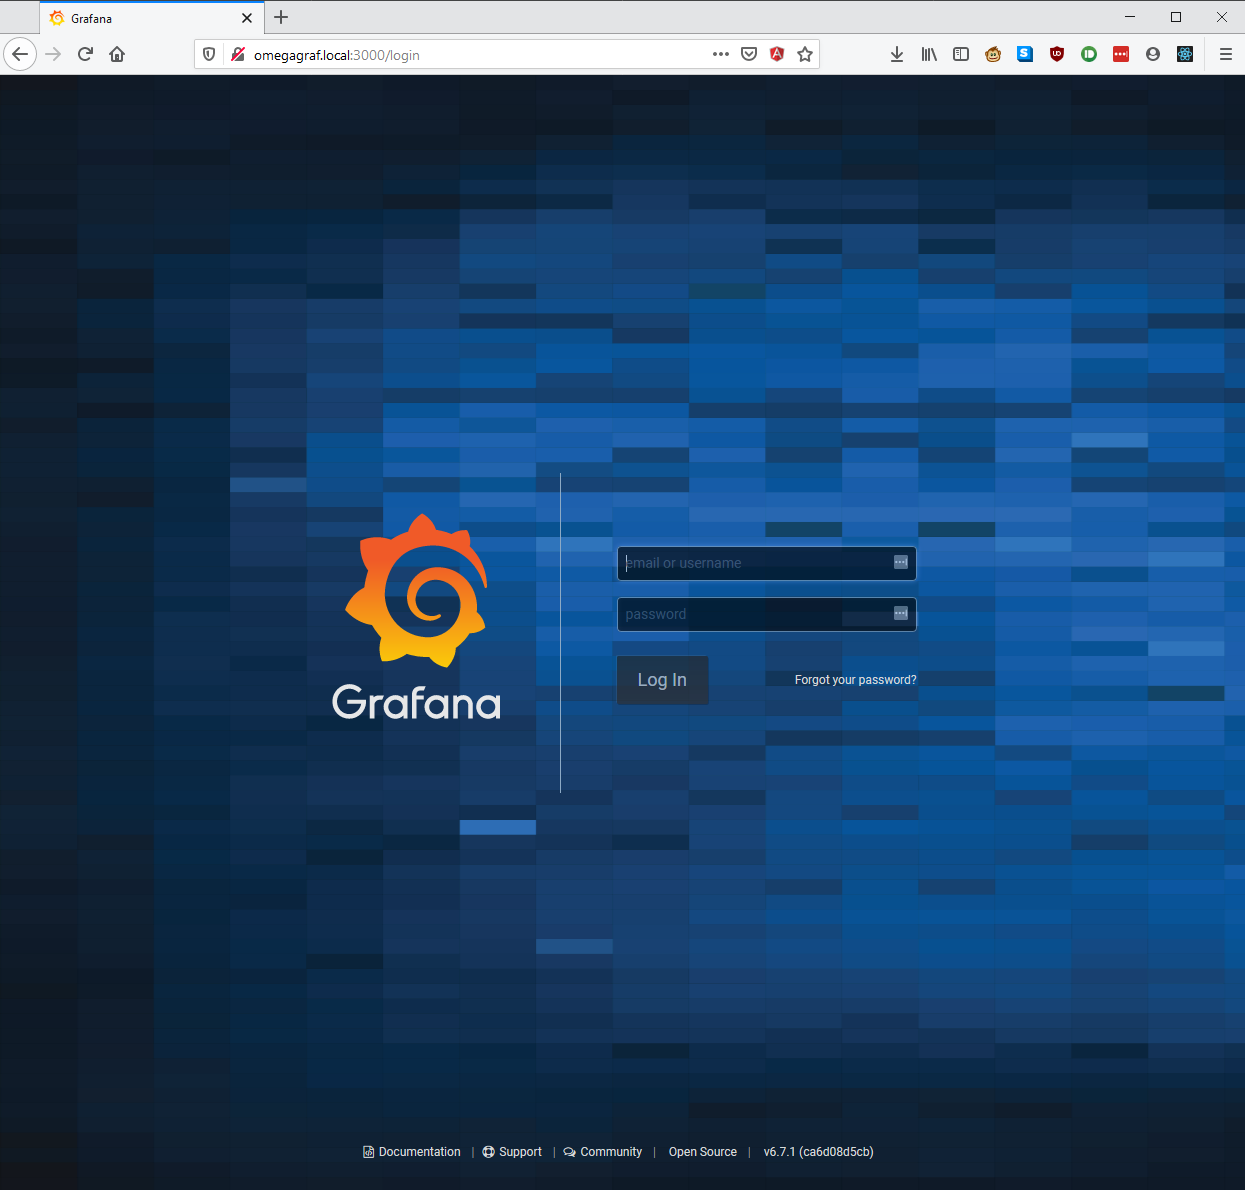 Grafana
omegagraf.local:3000/login
email or username
password
Log In
Forgot your password?
Grafana
Documentation | Support | Community | Open Source | v6.7.1 (ca6d08d5cb)